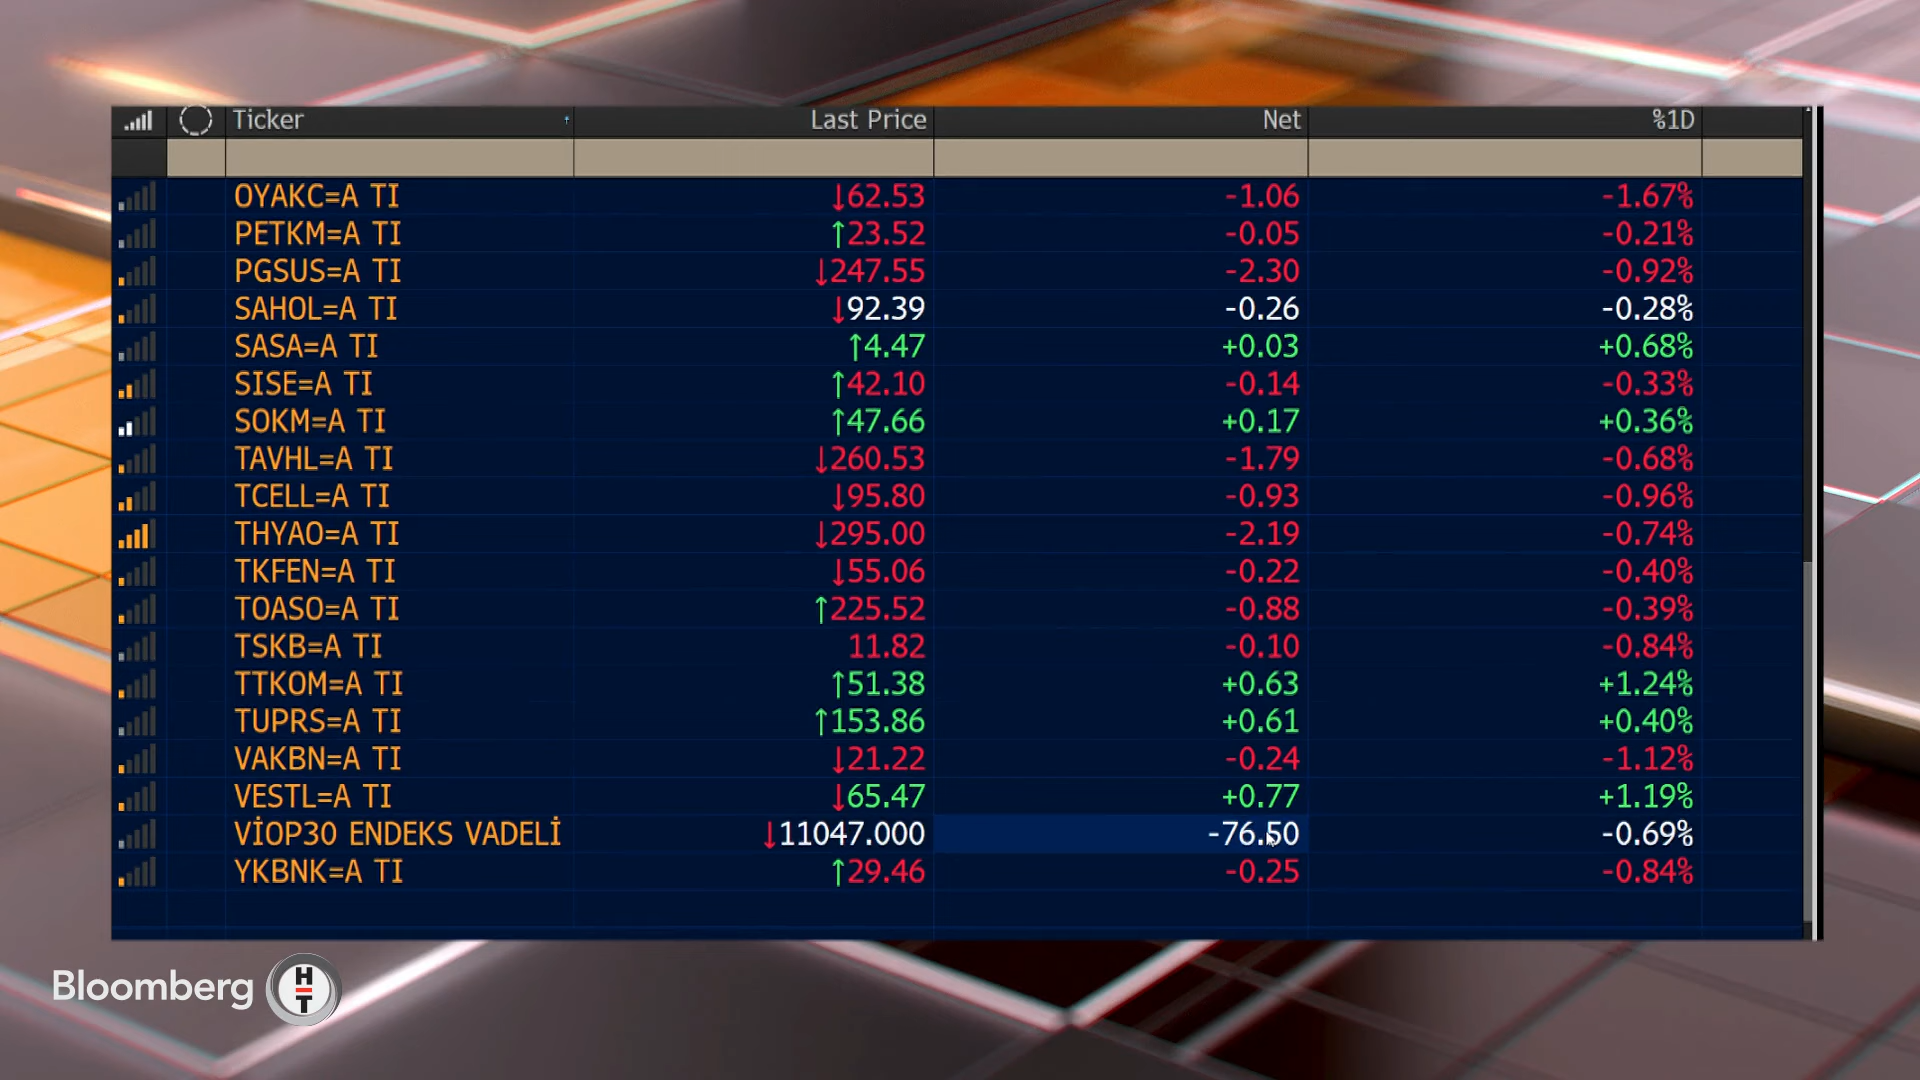 Ticker ↑ Last Price Net %1D
OYAKC=A TI ↓62.53 -1.06 -1.67%
PETKM=A TI ↑23.52 -0.05 -0.21%
PGSUS=A TI ↓247.55 -2.30 -0.92%
SAHOL=A TI ↓92.39 -0.26 -0.28%
SASA=A TI ↑4.47 +0.03 +0.68%
SISE=A TI ↑42.10 -0.14 -0.33%
SOKM=A TI ↑47.66 +0.17 +0.36%
TAVHL=A TI ↓260.53 -1.79 -0.68%
TCELL=A TI ↓95.80 -0.93 -0.96%
THYAO=A TI ↓295.00 -2.19 -0.74%
TKFEN=A TI ↓55.06 -0.22 -0.40%
TOASO=A TI ↑225.52 -0.88 -0.39%
TSKB=A TI 11.82 -0.10 -0.84%
TTKOM=A TI ↑51.38 +0.63 +1.24%
TUPRS=A TI ↑153.86 +0.61 +0.40%
VAKBN=A TI ↓21.22 -0.24 -1.12%
VESTL=A TI ↓65.47 +0.77 +1.19%
VİOP30 ENDEKS VADELİ ↓11047.000 -76.50 -0.69%
YKBNK=A TI ↑29.46 -0.25 -0.84%
Bloomberg HT